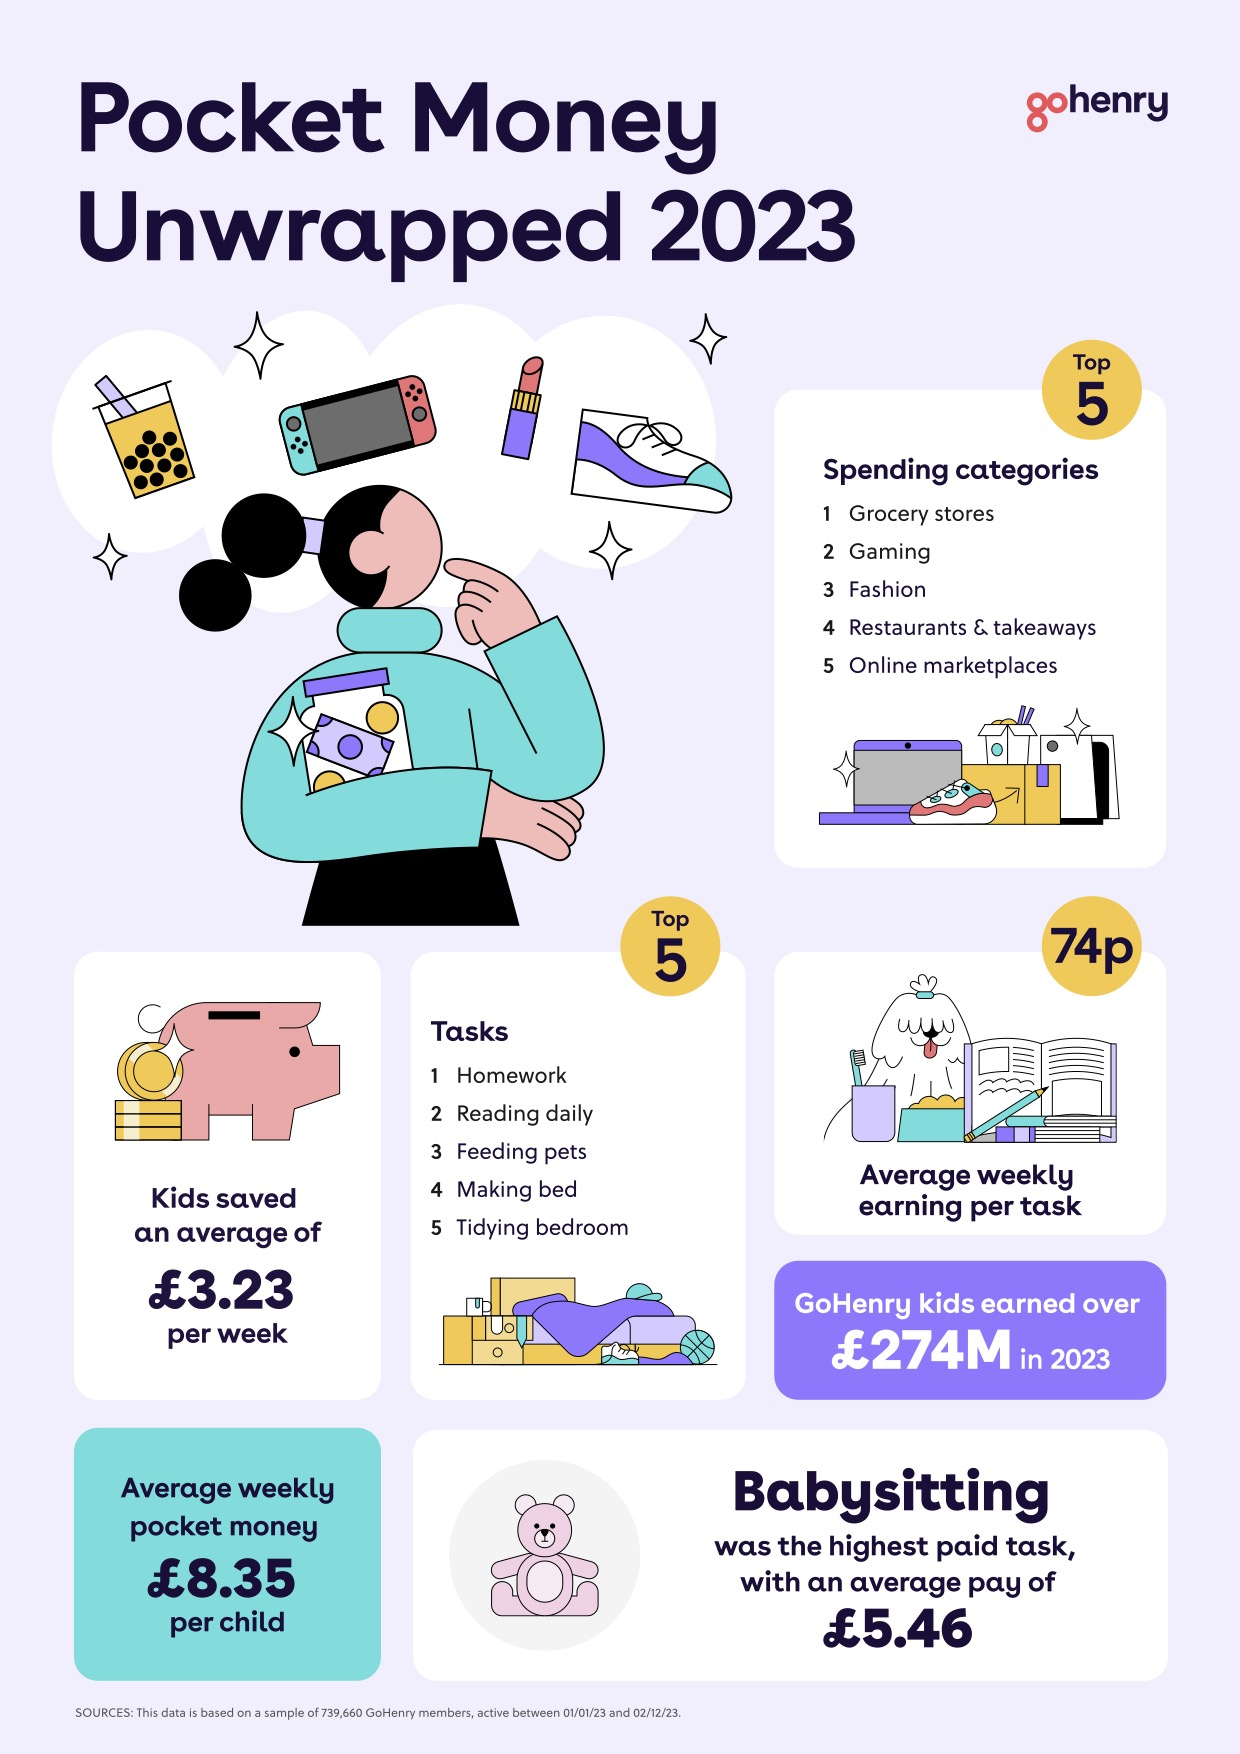 Pocket Money
Unwrapped 2023
gohenry
Top
5
Spending categories
1 Grocery stores
2 Gaming
3 Fashion
4 Restaurants & takeaways
5 Online marketplaces
Kids saved
an average of
£3.23
per week
Top
5
Tasks
1 Homework
2 Reading daily
3 Feeding pets
4 Making bed
5 Tidying bedroom
74p
Average weekly
earning per task
GoHenry kids earned over
£274M in 2023
Average weekly
pocket money
£8.35
per child
Babysitting
was the highest paid task,
with an average pay of
£5.46
SOURCES: This data is based on a sample of 739,660 GoHenry members, active between 01/01/23 and 02/12/23.